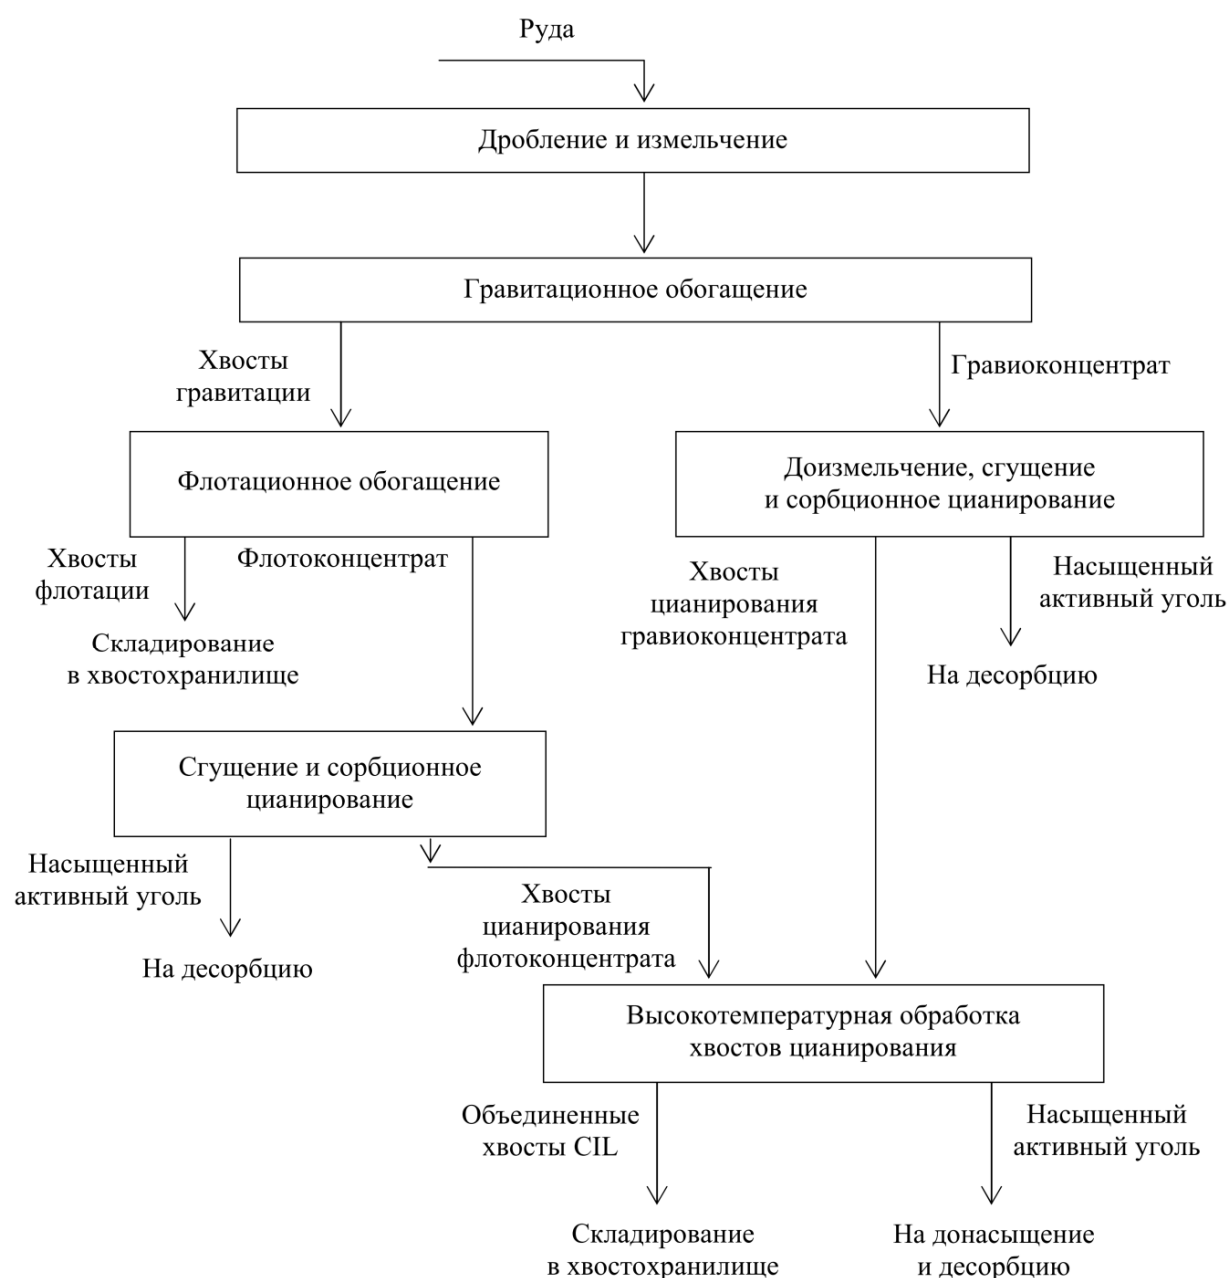 Руда
Дробление и измельчение
Гравитационное обогащение
Хвосты
гравитации
Гравиоконцентрат
Флотационное обогащение
Доизмельчение, сгущение
и сорбционное цианирование
Хвосты
флотации
Флотоконцентрат
Хвосты
цианирования
гравиоконцентрата
Насыщенный
активный уголь
Складирование
в хвостохранилище
На десорбцию
Сгущение и сорбционное
цианирование
Насыщенный
активный уголь
Хвосты
цианирования
флотоконцентрата
На десорбцию
Высокотемпературная обработка
хвостов цианирования
Объединенные
хвосты CIL
Насыщенный
активный уголь
Складирование
в хвостохранилище
На донасыщение
и десорбцию